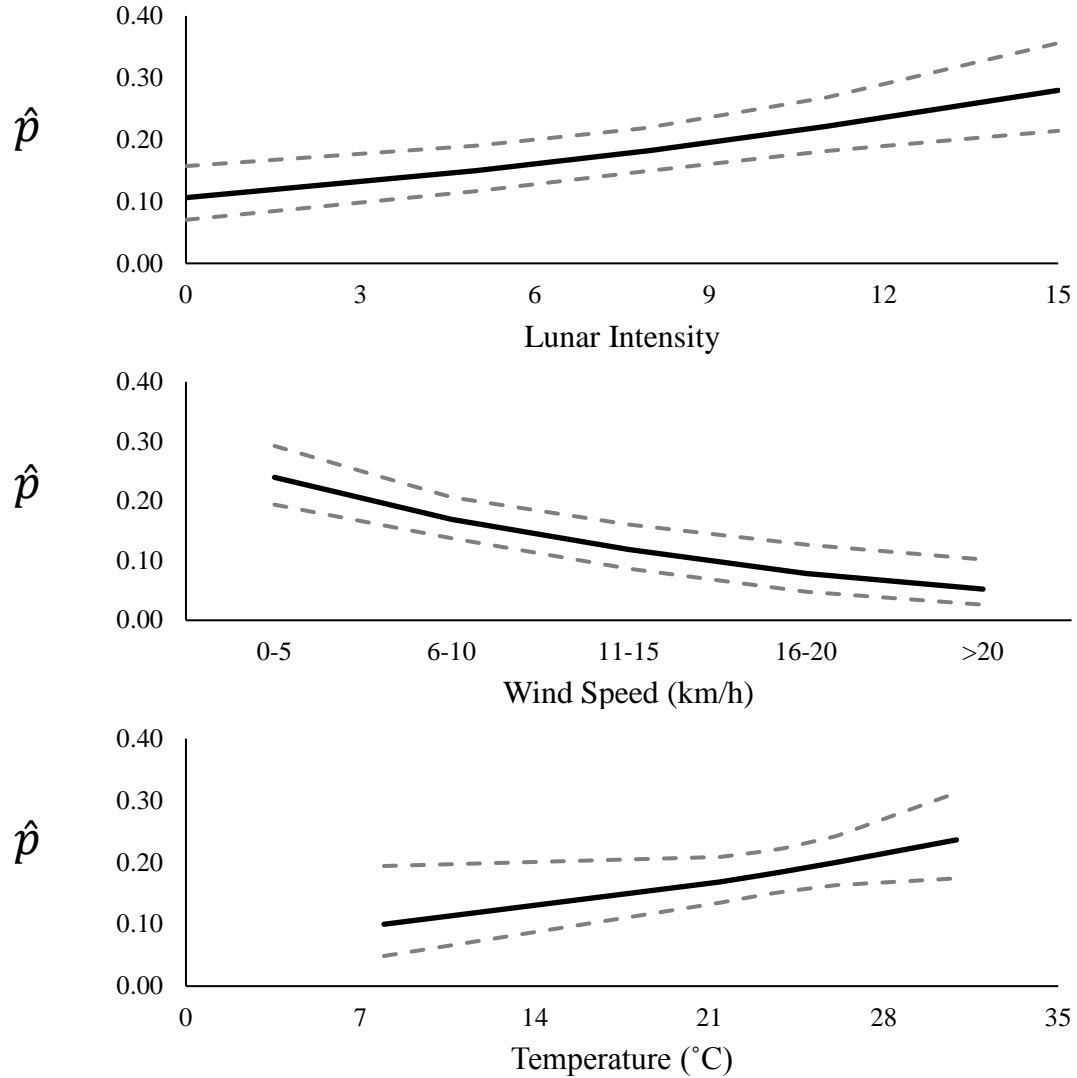 0.40
0.30
p̂
0.20
0.10
0.00
0 3 6 9 12 15
Lunar Intensity
0.40
0.30
p̂
0.20
0.10
0.00
0-5 6-10 11-15 16-20 >20
Wind Speed (km/h)
0.40
0.30
p̂
0.20
0.10
0.00
0 7 14 21 28 35
Temperature (˚C)